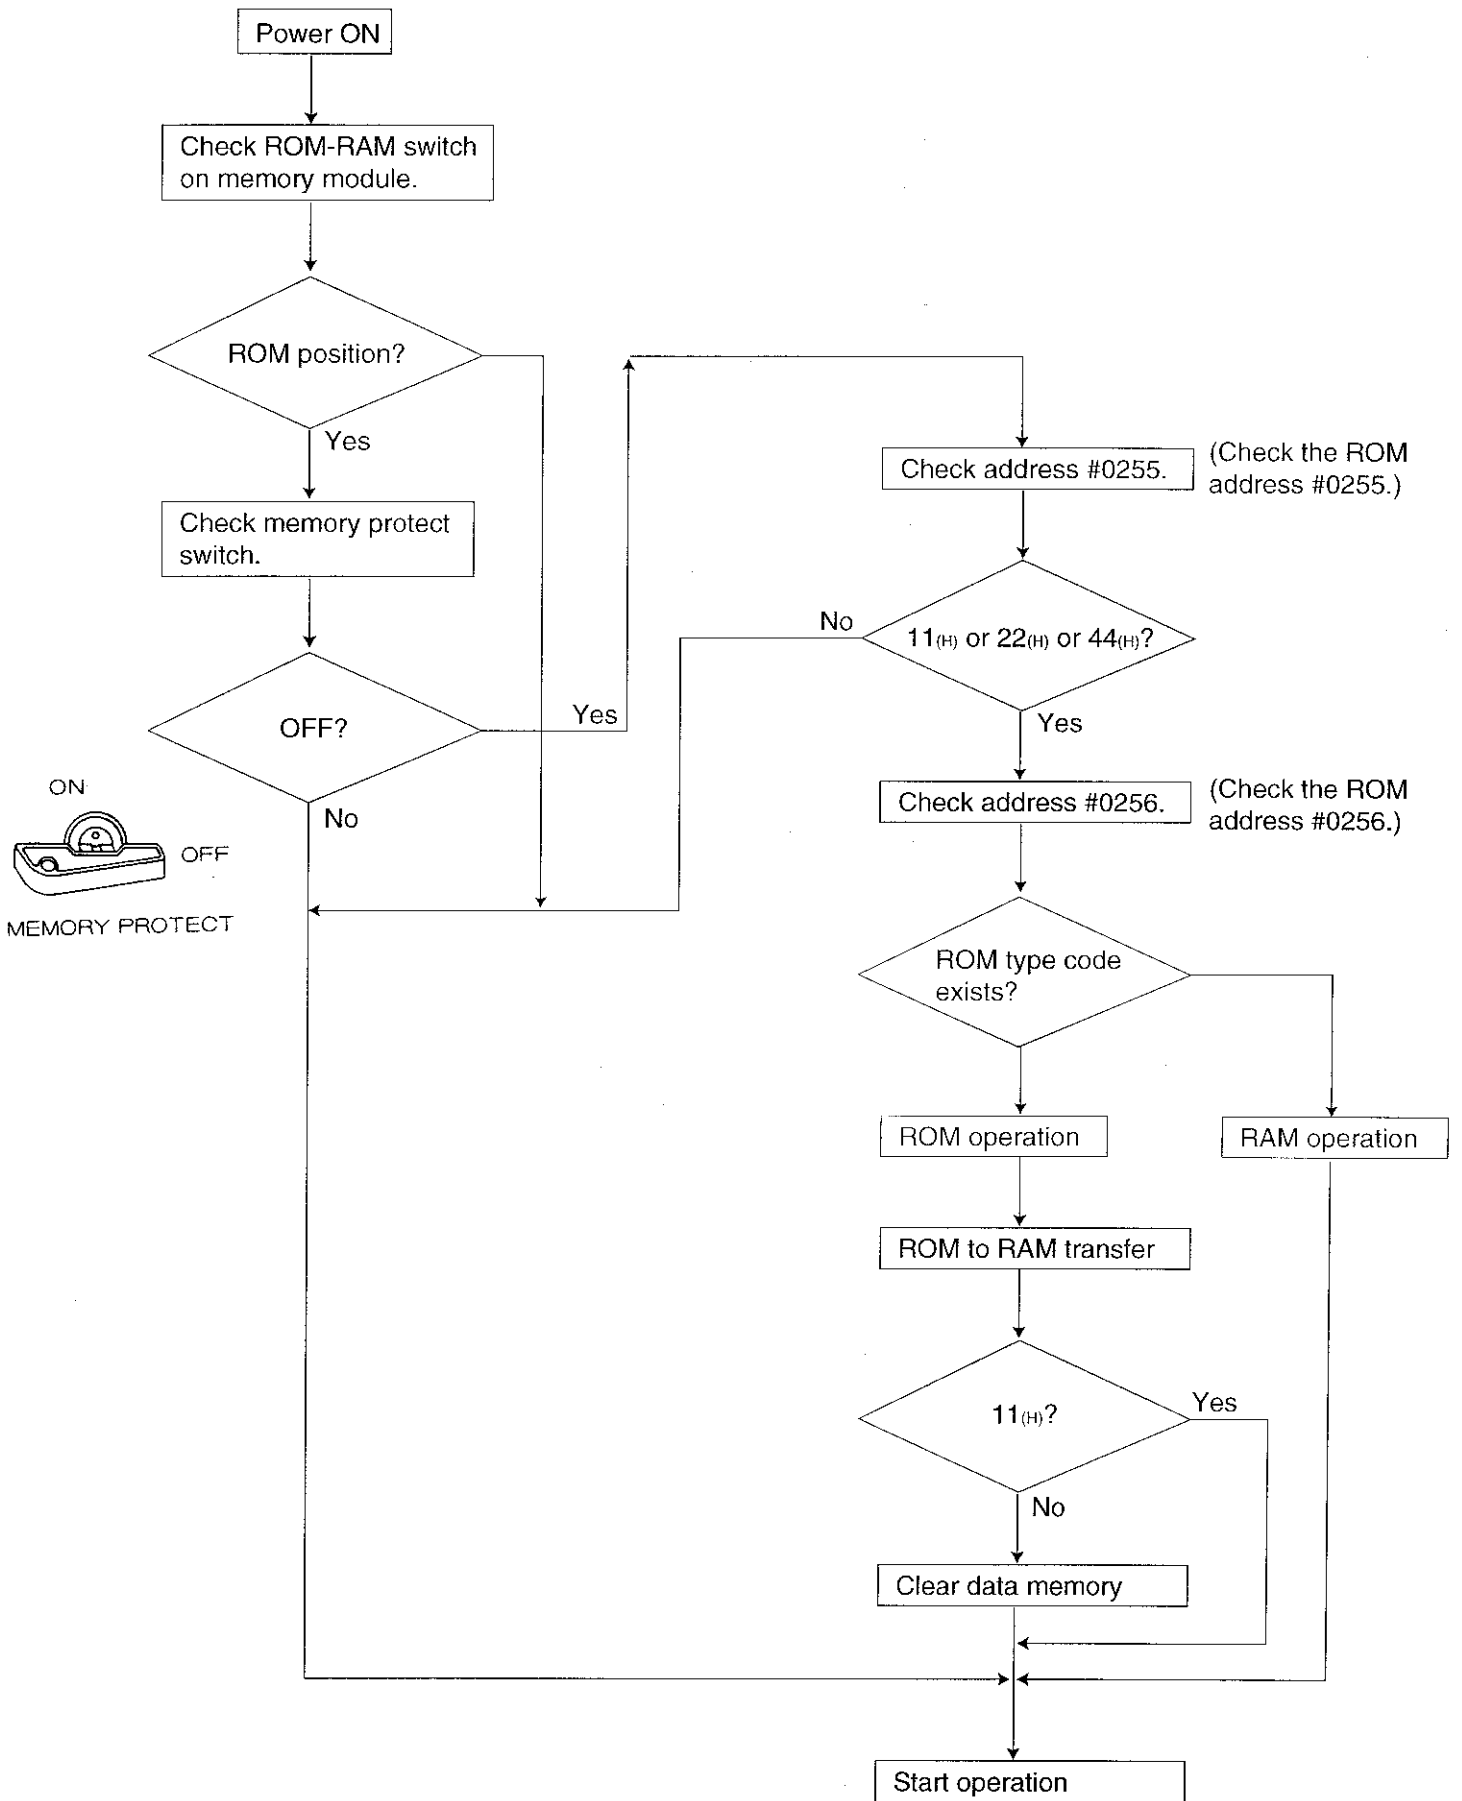 Power ON
Check ROM-RAM switch
on memory module.
ROM position?
Yes
Check memory protect
switch.
OFF?
Yes
No
ON
OFF
MEMORY PROTECT
Check address #0255.
(Check the ROM
address #0255.)
No
11(H) or 22(H) or 44(H)?
Yes
Check address #0256.
(Check the ROM
address #0256.)
ROM type code
exists?
ROM operation
RAM operation
ROM to RAM transfer
11(H)?
Yes
No
Clear data memory
Start operation